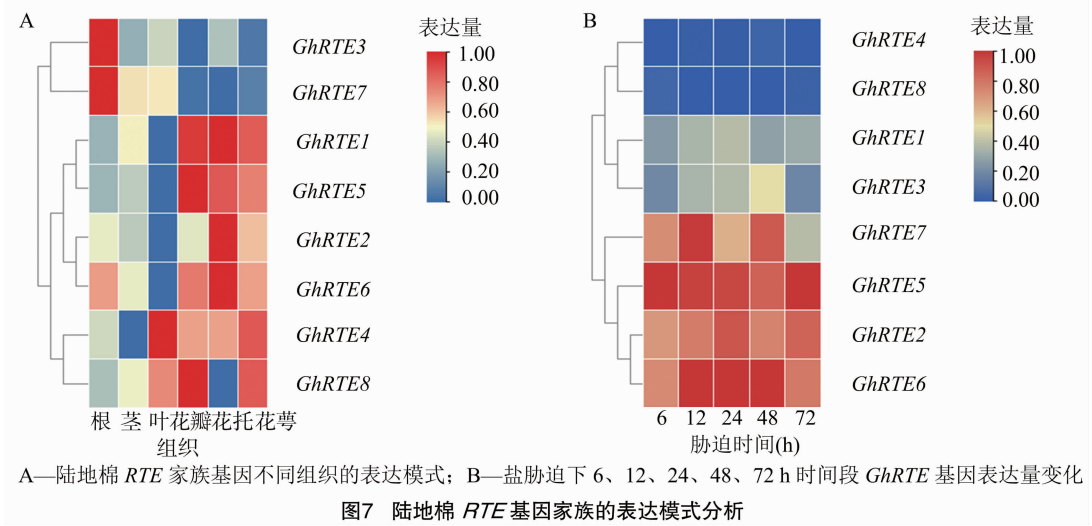 A
B
表达量
1.00
0.80
0.60
0.40
0.20
0.00
GhRTE3
GhRTE7
GhRTE1
GhRTE5
GhRTE2
GhRTE6
GhRTE4
GhRTE8
根 茎 叶花瓣花托花萼
组织
表达量
1.00
0.80
0.60
0.40
0.20
0.00
GhRTE4
GhRTE8
GhRTE1
GhRTE3
GhRTE7
GhRTE5
GhRTE2
GhRTE6
6 12 24 48 72
胁迫时间(h)
A—陆地棉 RTE 家族基因不同组织的表达模式；B—盐胁迫下 6、12、24、48、72 h 时间段 GhRTE 基因表达量变化
图7 陆地棉 RTE 基因家族的表达模式分析